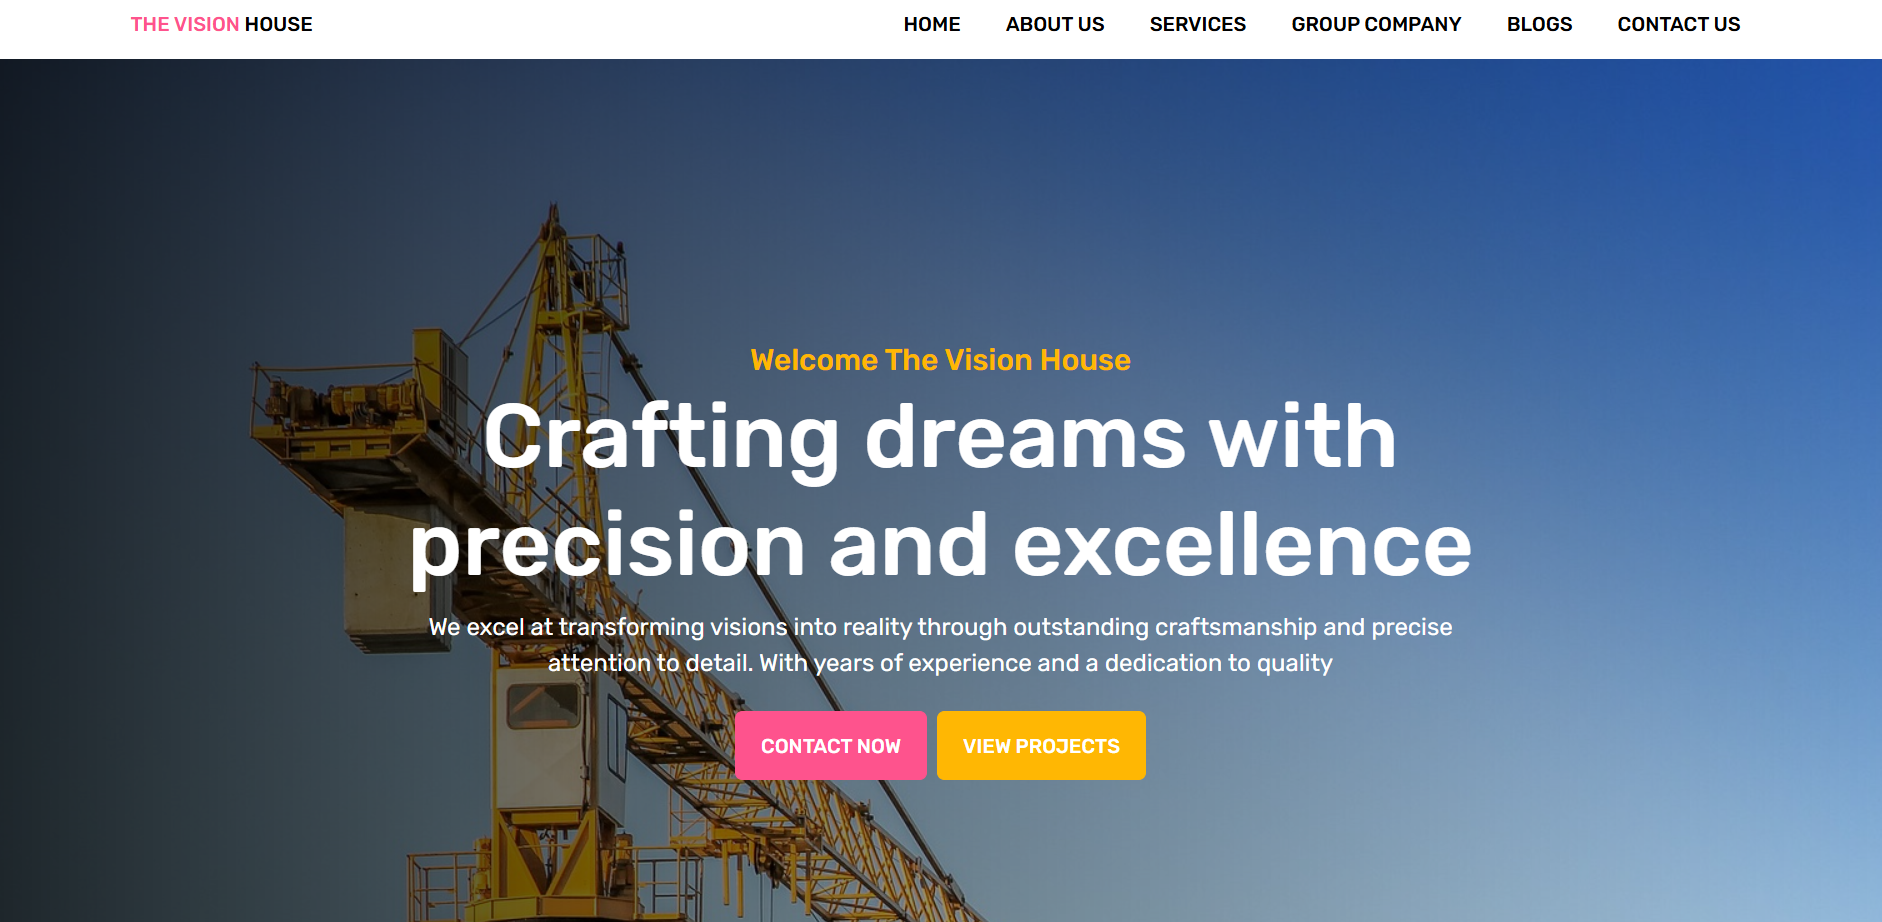 THE VISION HOUSE
HOME ABOUT US SERVICES GROUP COMPANY BLOGS CONTACT US
Welcome The Vision House
Crafting dreams with
precision and excellence
We excel at transforming visions into reality through outstanding craftsmanship and precise
attention to detail. With years of experience and a dedication to quality
CONTACT NOW
VIEW PROJECTS